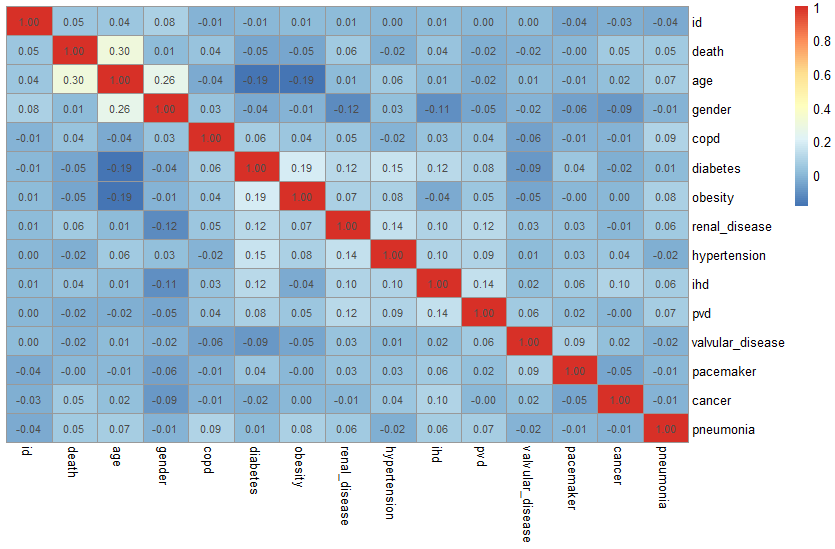 1.00 0.05 0.04 0.08 -0.01 -0.01 0.01 0.01 0.00 0.01 0.00 0.00 -0.04 -0.03 -0.04 id
0.05 1.00 0.30 0.01 0.04 -0.05 -0.05 0.06 -0.02 0.04 -0.02 -0.02 -0.00 0.05 0.05 death
0.04 0.30 1.00 0.26 -0.04 -0.19 -0.19 0.01 0.06 0.01 -0.02 0.01 -0.01 0.02 0.07 age
0.08 0.01 0.26 1.00 0.03 -0.04 -0.01 -0.12 0.03 -0.11 -0.05 -0.02 -0.06 -0.09 -0.01 gender
-0.01 0.04 -0.04 0.03 1.00 0.06 0.04 0.05 -0.02 0.03 0.04 -0.06 -0.01 -0.01 0.09 copd
-0.01 -0.05 -0.19 -0.04 0.06 1.00 0.19 0.12 0.15 0.12 0.08 -0.09 0.04 -0.02 0.01 diabetes
0.01 -0.05 -0.19 -0.01 0.04 0.19 1.00 0.07 0.08 -0.04 0.05 -0.05 -0.00 0.00 0.08 obesity
0.01 0.06 0.01 -0.12 0.05 0.12 0.07 1.00 0.14 0.10 0.12 0.03 0.03 -0.01 0.06 renal_disease
0.00 -0.02 0.06 0.03 -0.02 0.15 0.08 0.14 1.00 0.10 0.09 0.01 0.03 0.04 -0.02 hypertension
0.01 0.04 0.01 -0.11 0.03 0.12 -0.04 0.10 0.10 1.00 0.14 0.02 0.06 0.10 0.06 ihd
0.00 -0.02 -0.02 -0.05 0.04 0.08 0.05 0.12 0.09 0.14 1.00 0.06 0.02 -0.00 0.07 pvd
0.00 -0.02 0.01 -0.02 -0.06 -0.09 -0.05 0.03 0.01 0.02 0.06 1.00 0.09 0.02 -0.02 valvular_disease
-0.04 -0.00 -0.01 -0.06 -0.01 0.04 -0.00 0.03 0.03 0.06 0.02 0.09 1.00 -0.05 -0.01 pacemaker
-0.03 0.05 0.02 -0.09 -0.01 -0.02 0.00 -0.01 0.04 0.10 -0.00 0.02 -0.05 1.00 -0.01 cancer
-0.04 0.05 0.07 -0.01 0.09 0.01 0.08 0.06 -0.02 0.06 0.07 -0.02 -0.01 -0.01 1.00 pneumonia
id death age gender copd diabetes obesity renal_disease hypertension ihd pvd valvular_disease pacemaker cancer pneumonia
1
0.8
0.6
0.4
0.2
0